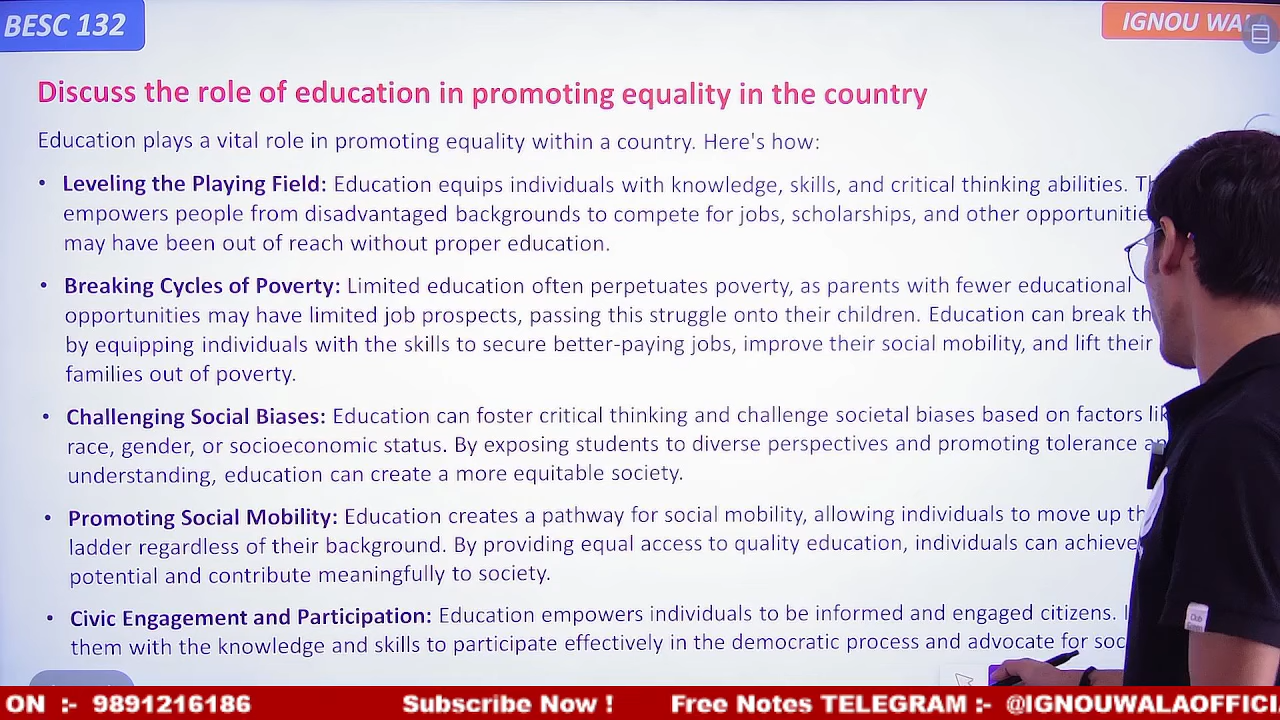 BESC 132
IGNOU WA
Discuss the role of education in promoting equality in the country
Education plays a vital role in promoting equality within a country. Here's how:
• Leveling the Playing Field: Education equips individuals with knowledge, skills, and critical thinking abilities.
empowers people from disadvantaged backgrounds to compete for jobs, scholarships, and other
may have been out of reach without proper education.
• Breaking Cycles of Poverty: Limited education often perpetuates poverty, as parents with fewer educational
opportunities may have limited job prospects, passing this struggle onto their children. Education can break
by equipping individuals with the skills to secure better-paying jobs, improve their social mobility, and lift their
families out of poverty.
• Challenging Social Biases: Education can foster critical thinking and challenge societal biases based on factors
race, gender, or socioeconomic status. By exposing students to diverse perspectives and promoting tolerance
understanding, education can create a more equitable society.
• Promoting Social Mobility: Education creates a pathway for social mobility, allowing individuals to move up
ladder regardless of their background. By providing equal access to quality education, individuals can achieve
potential and contribute meaningfully to society.
• Civic Engagement and Participation: Education empowers individuals to be informed and engaged citizens.
them with the knowledge and skills to participate effectively in the democratic process and advocate for
ON :- 9891216186 Subscribe Now ! Free Notes TELEGRAM :- @IGNOUWALAOFFICI